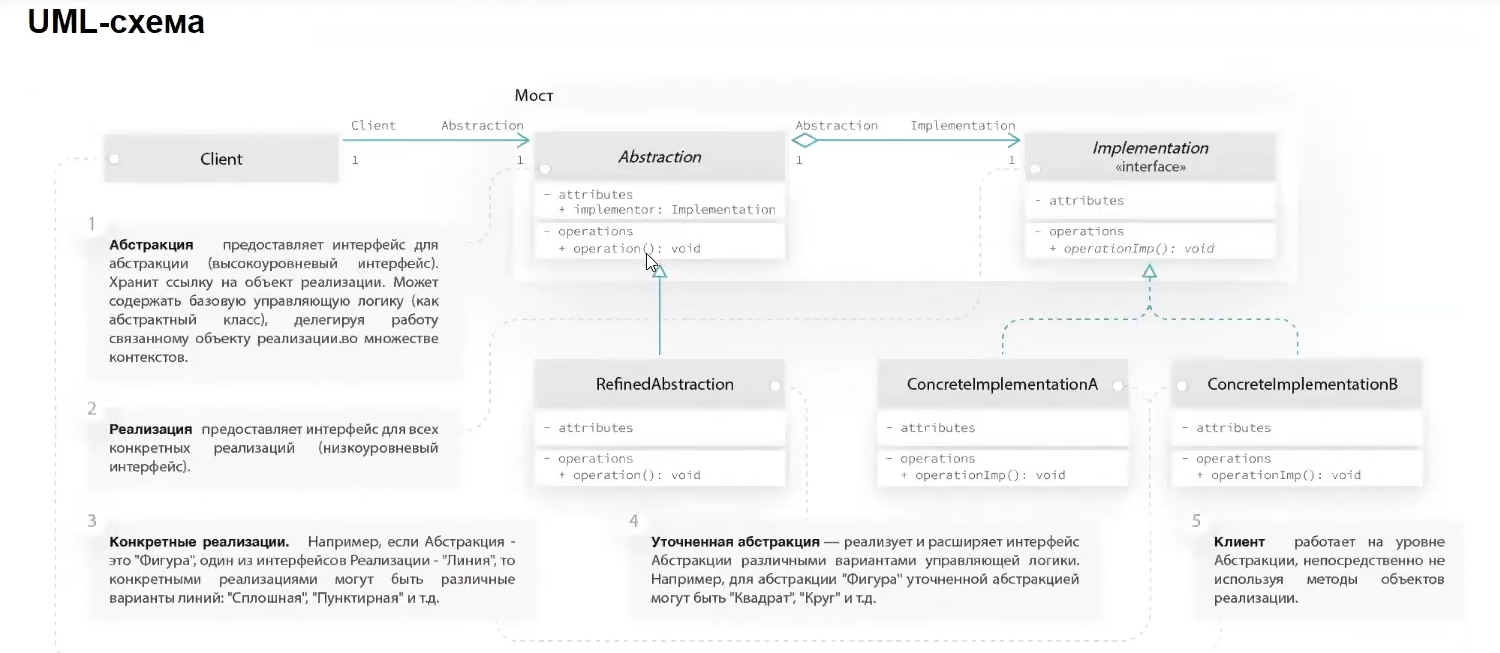 UML-схема
Мост
Client
Abstraction
Abstraction
Implementation
Client
1
1
Abstraction
1
1
Implementation
«interface»
- attributes
+ implementor: Implementation
- operations
+ operation(): void
- attributes
- operations
+ operationImp(): void
1
Абстракция предоставляет интерфейс для
абстракции (высокоуровневый интерфейс).
Хранит ссылку на объект реализации. Может
содержать базовую управляющую логику (как
абстрактный класс), делегируя работу
связанному объекту реализации.во множестве
контекстов.
RefinedAbstraction
- attributes
- operations
+ operation(): void
ConcreteImplementationA
- attributes
- operations
+ operationImp(): void
ConcreteImplementationB
- attributes
- operations
+ operationImp(): void
2
Реализация предоставляет интерфейс для всех
конкретных реализаций (низкоуровневый
интерфейс).
3
Конкретные реализации. Например, если Абстракция -
это "Фигура", один из интерфейсов Реализации - "Линия", то
конкретными реализациями могут быть различные
варианты линий: "Сплошная", "Пунктирная" и т.д.
4
Уточненная абстракция — реализует и расширяет интерфейс
Абстракции различными вариантами управляющей логики.
Например, для абстракции "Фигура" уточненной абстракцией
могут быть "Квадрат", "Круг" и т.д.
5
Клиент работает на уровне
Абстракции, непосредственно не
используя методы объектов
реализации.